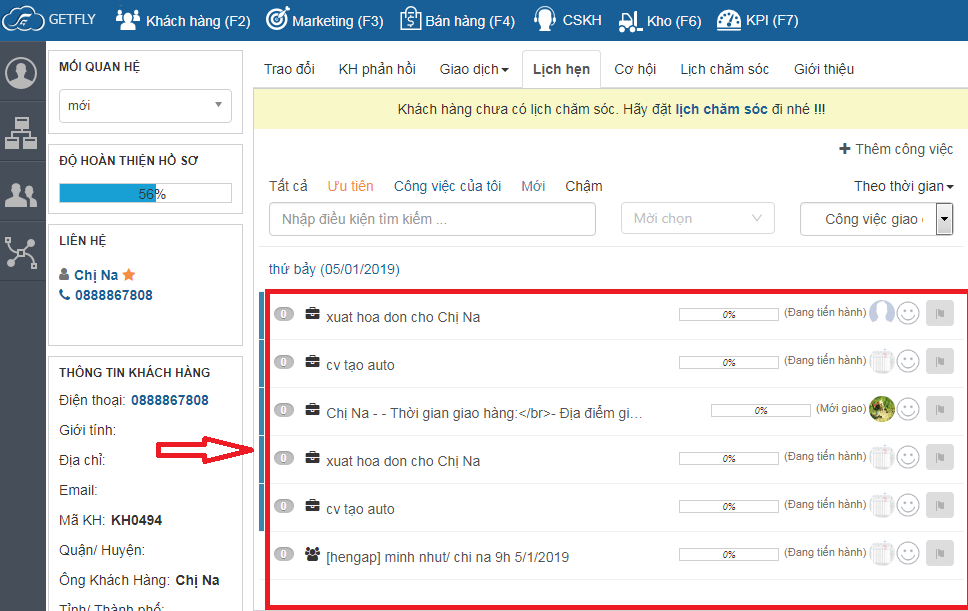 GETFLY Khách hàng (F2) Marketing (F3) Bán hàng (F4) CSKH Kho (F6) KPI (F7)
MỐI QUAN HỆ
mới
ĐỘ HOÀN THIỆN HỒ SƠ
56%
LIÊN HỆ
Chị Na
0888867808
THÔNG TIN KHÁCH HÀNG
Điện thoại: 0888867808
Giới tính:
Địa chỉ:
Email:
Mã KH: KH0494
Quận/ Huyện:
Ông Khách Hàng: Chị Na
Tỉnh/ Thành phố:
Trao đổi KH phản hồi Giao dịch Lịch hẹn Cơ hội Lịch chăm sóc Giới thiệu
Khách hàng chưa có lịch chăm sóc. Hãy đặt lịch chăm sóc đi nhé !!!
+ Thêm công việc
Tất cả Ưu tiên Công việc của tôi Mới Chậm Theo thời gian
Nhập điều kiện tìm kiếm ... Mời chọn Công việc giao
thứ bảy (05/01/2019)
0 xuat hoa don cho Chị Na 0% (Đang tiến hành)
0 cv tạo auto 0% (Đang tiến hành)
0 Chị Na - - Thời gian giao hàng:</br>- Địa điểm gi... 0% (Mới giao)
0 xuat hoa don cho Chị Na 0% (Đang tiến hành)
0 cv tạo auto 0% (Đang tiến hành)
0 [hengap] minh nhut/ chi na 9h 5/1/2019 0% (Đang tiến hành)